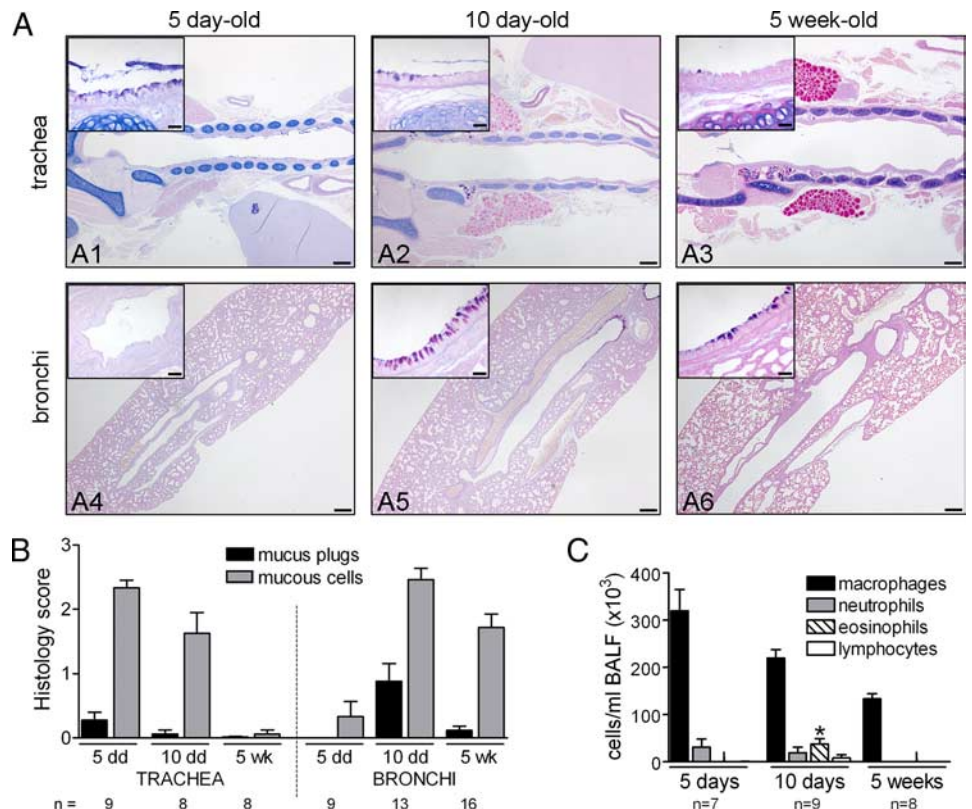 5 day-old 10 day-old 5 week-old
A
trachea
A1 A2 A3
bronchi
A4 A5 A6
B
Histology score
3
2
1
0
mucus plugs
mucous cells
5 dd 10 dd 5 wk 5 dd 10 dd 5 wk
TRACHEA BRONCHI
n = 9 8 8 9 13 16
C
cells/ml BALF (x10³)
400
300
200
100
0
macrophages
neutrophils
eosinophils
lymphocytes
*
5 days 10 days 5 weeks
n=7 n=9 n=8